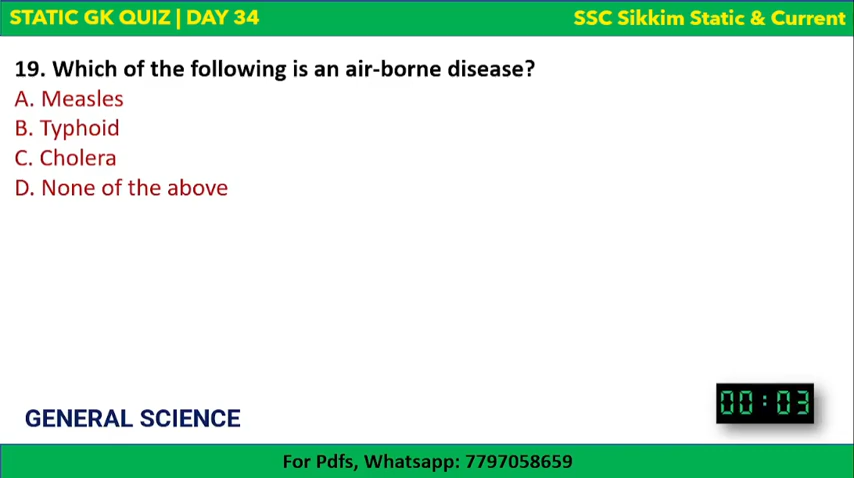 STATIC GK QUIZ | DAY 34
SSC Sikkim Static & Current
19. Which of the following is an air-borne disease?
A. Measles
B. Typhoid
C. Cholera
D. None of the above
00:03
GENERAL SCIENCE
For Pdfs, Whatsapp: 7797058659